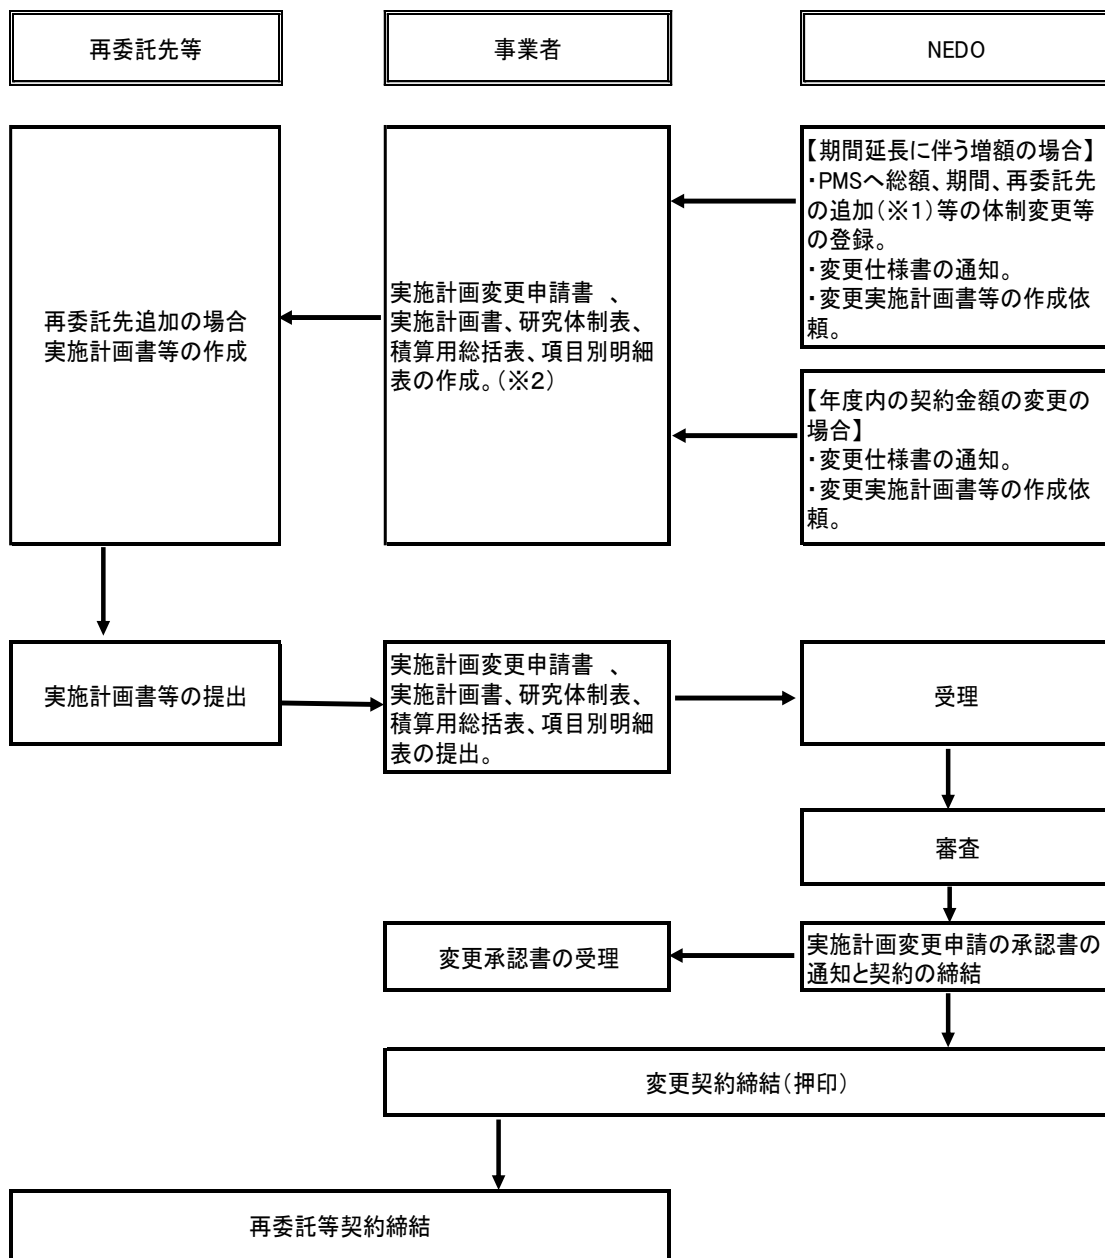 再委託先等
事業者
NEDO
再委託先追加の場合
実施計画書等の作成
実施計画変更申請書　、
実施計画書、研究体制表、
積算用総括表、項目別明細
表の作成。(※2)
【期間延長に伴う増額の場合】
・PMSへ総額、期間、再委託先
の追加(※1)等の体制変更等
の登録。
・変更仕様書の通知。
・変更実施計画書等の作成依
頼。
【年度内の契約金額の変更の
場合】
・変更仕様書の通知。
・変更実施計画書等の作成依
頼。
実施計画書等の提出
実施計画変更申請書　、
実施計画書、研究体制表、
積算用総括表、項目別明細
表の提出。
受理
審査
変更承認書の受理
実施計画変更申請の承認書の
通知と契約の締結
変更契約締結(押印)
再委託等契約締結